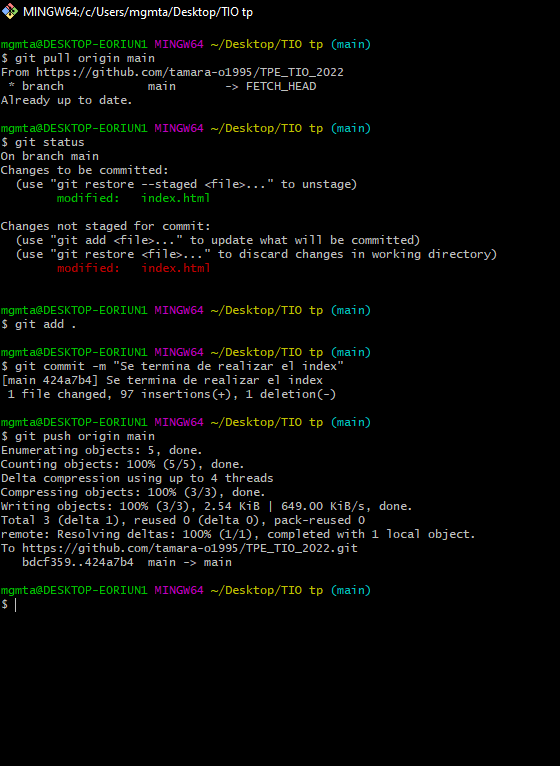 MINGW64:/c/Users/mgmta/Desktop/TIO tp
mgmta@DESKTOP-EORIUN1 MINGW64 ~/Desktop/TIO tp (main)
$ git pull origin main
From https://github.com/tamara-o1995/TPE_TIO_2022
 * branch            main       -> FETCH_HEAD
Already up to date.
mgmta@DESKTOP-EORIUN1 MINGW64 ~/Desktop/TIO tp (main)
$ git status
On branch main
Changes to be committed:
  (use "git restore --staged <file>..." to unstage)
        modified:   index.html
Changes not staged for commit:
  (use "git add <file>..." to update what will be committed)
  (use "git restore <file>..." to discard changes in working directory)
        modified:   index.html
mgmta@DESKTOP-EORIUN1 MINGW64 ~/Desktop/TIO tp (main)
$ git add .
mgmta@DESKTOP-EORIUN1 MINGW64 ~/Desktop/TIO tp (main)
$ git commit -m "Se termina de realizar el index"
[main 424a7b4] Se termina de realizar el index
 1 file changed, 97 insertions(+), 1 deletion(-)
mgmta@DESKTOP-EORIUN1 MINGW64 ~/Desktop/TIO tp (main)
$ git push origin main
Enumerating objects: 5, done.
Counting objects: 100% (5/5), done.
Delta compression using up to 4 threads
Compressing objects: 100% (3/3), done.
Writing objects: 100% (3/3), 2.54 KiB | 649.00 KiB/s, done.
Total 3 (delta 1), reused 0 (delta 0), pack-reused 0
remote: Resolving deltas: 100% (1/1), completed with 1 local object.
To https://github.com/tamara-o1995/TPE_TIO_2022.git
   bdcf359..424a7b4  main -> main
mgmta@DESKTOP-EORIUN1 MINGW64 ~/Desktop/TIO tp (main)
$